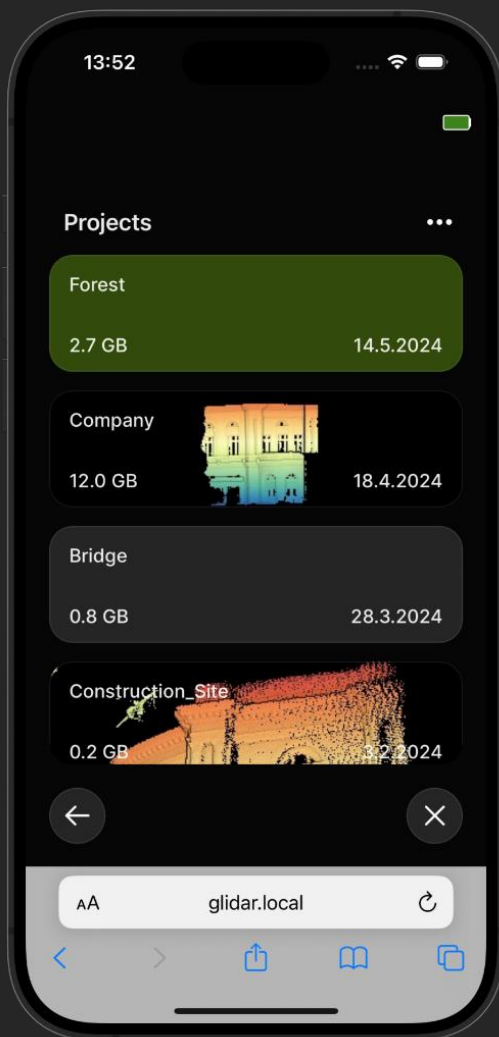 13:52
Projects
Forest
2.7 GB 14.5.2024
Company
12.0 GB 18.4.2024
Bridge
0.8 GB 28.3.2024
Construction_Site
0.2 GB 3.2.2024
AA glidar.local